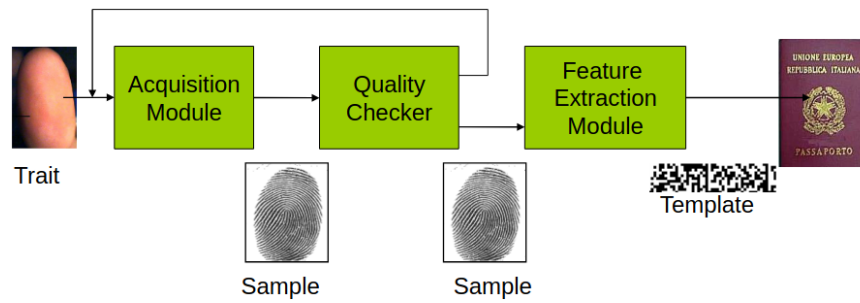 Acquisition
Module
Quality
Checker
Feature
Extraction
Module
UNIONE EUROPEA
REPUBBLICA ITALIANA
PASSAPORTO
Trait
Template
Sample
Sample